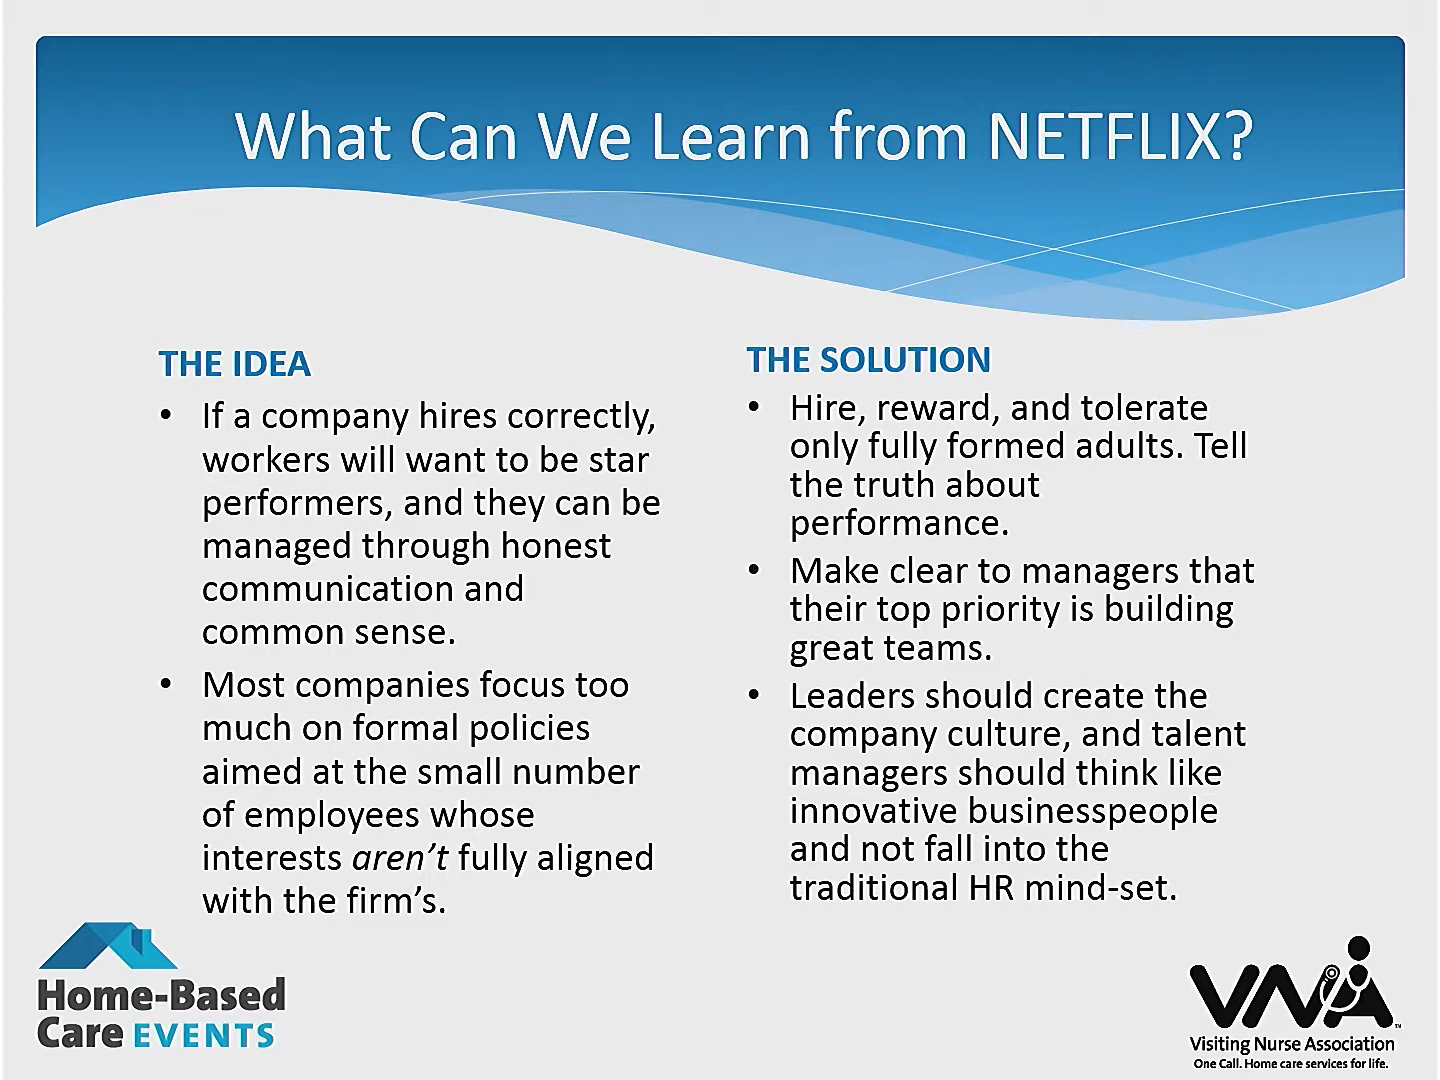 What Can We Learn from NETFLIX?
THE IDEA
• If a company hires correctly,
workers will want to be star
performers, and they can be
managed through honest
communication and
common sense.
• Most companies focus too
much on formal policies
aimed at the small number
of employees whose
interests aren’t fully aligned
with the firm’s.
THE SOLUTION
• Hire, reward, and tolerate
only fully formed adults. Tell
the truth about
performance.
• Make clear to managers that
their top priority is building
great teams.
• Leaders should create the
company culture, and talent
managers should think like
innovative businesspeople
and not fall into the
traditional HR mind-set.
Home-Based
Care EVENTS
VNA™
Visiting Nurse Association
One Call. Home care services for life.